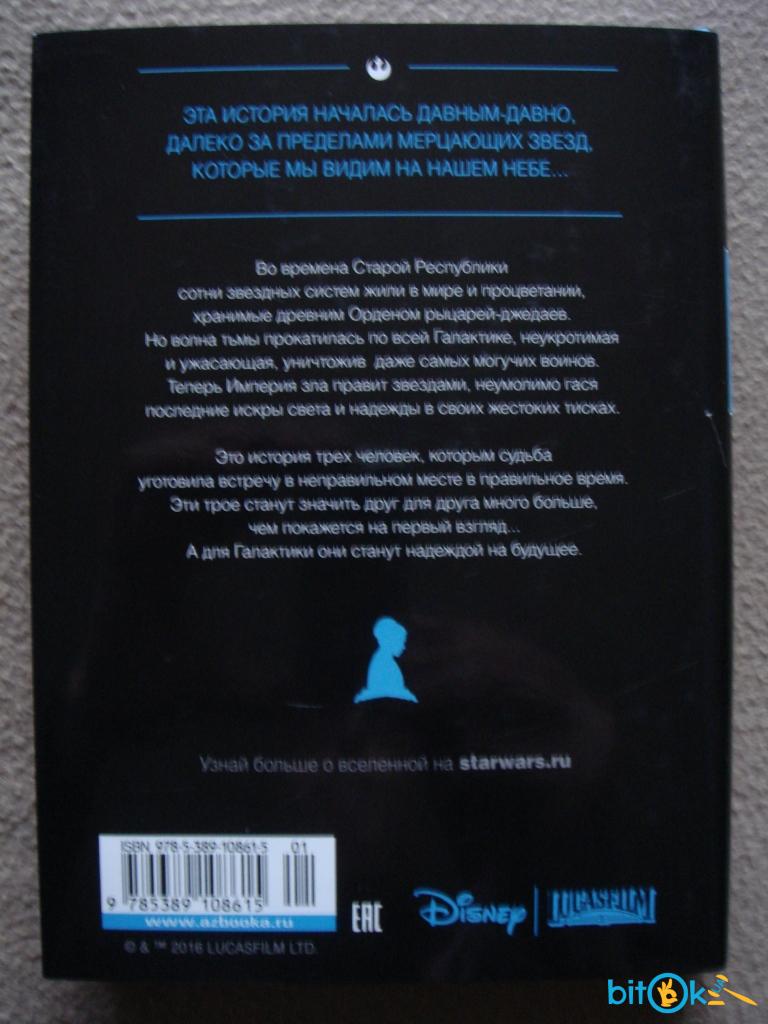 ЭТА ИСТОРИЯ НАЧАЛАСЬ ДАВНЫМ-ДАВНО,
ДАЛЕКО ЗА ПРЕДЕЛАМИ МЕРЦАЮЩИХ ЗВЕЗД,
КОТОРЫЕ МЫ ВИДИМ НА НАШЕМ НЕБЕ...
Во времена Старой Республики
сотни звездных систем жили в мире и процветании,
хранимые древним Орденом рыцарей-джедаев.
Но волна тьмы прокатилась по всей Галактике, неукротимая
и ужасающая, уничтожив даже самых могучих воинов.
Теперь Империя зла правит звездами, неумолимо гася
последние искры света и надежды в своих жестоких тисках.
Это история трех человек, которым судьба
уготовила встречу в неправильном месте в правильное время.
Эти трое станут значить друг для друга много больше,
чем покажется на первый взгляд...
А для Галактики они станут надеждой на будущее.
Узнай больше о вселенной на starwars.ru
ISBN 978-5-389-10861-5 01
9 785389 108615
www.azbooka.ru
EAC
Disney | LUCASFILM
© & ™ 2016 LUCASFILM LTD.
bitOk